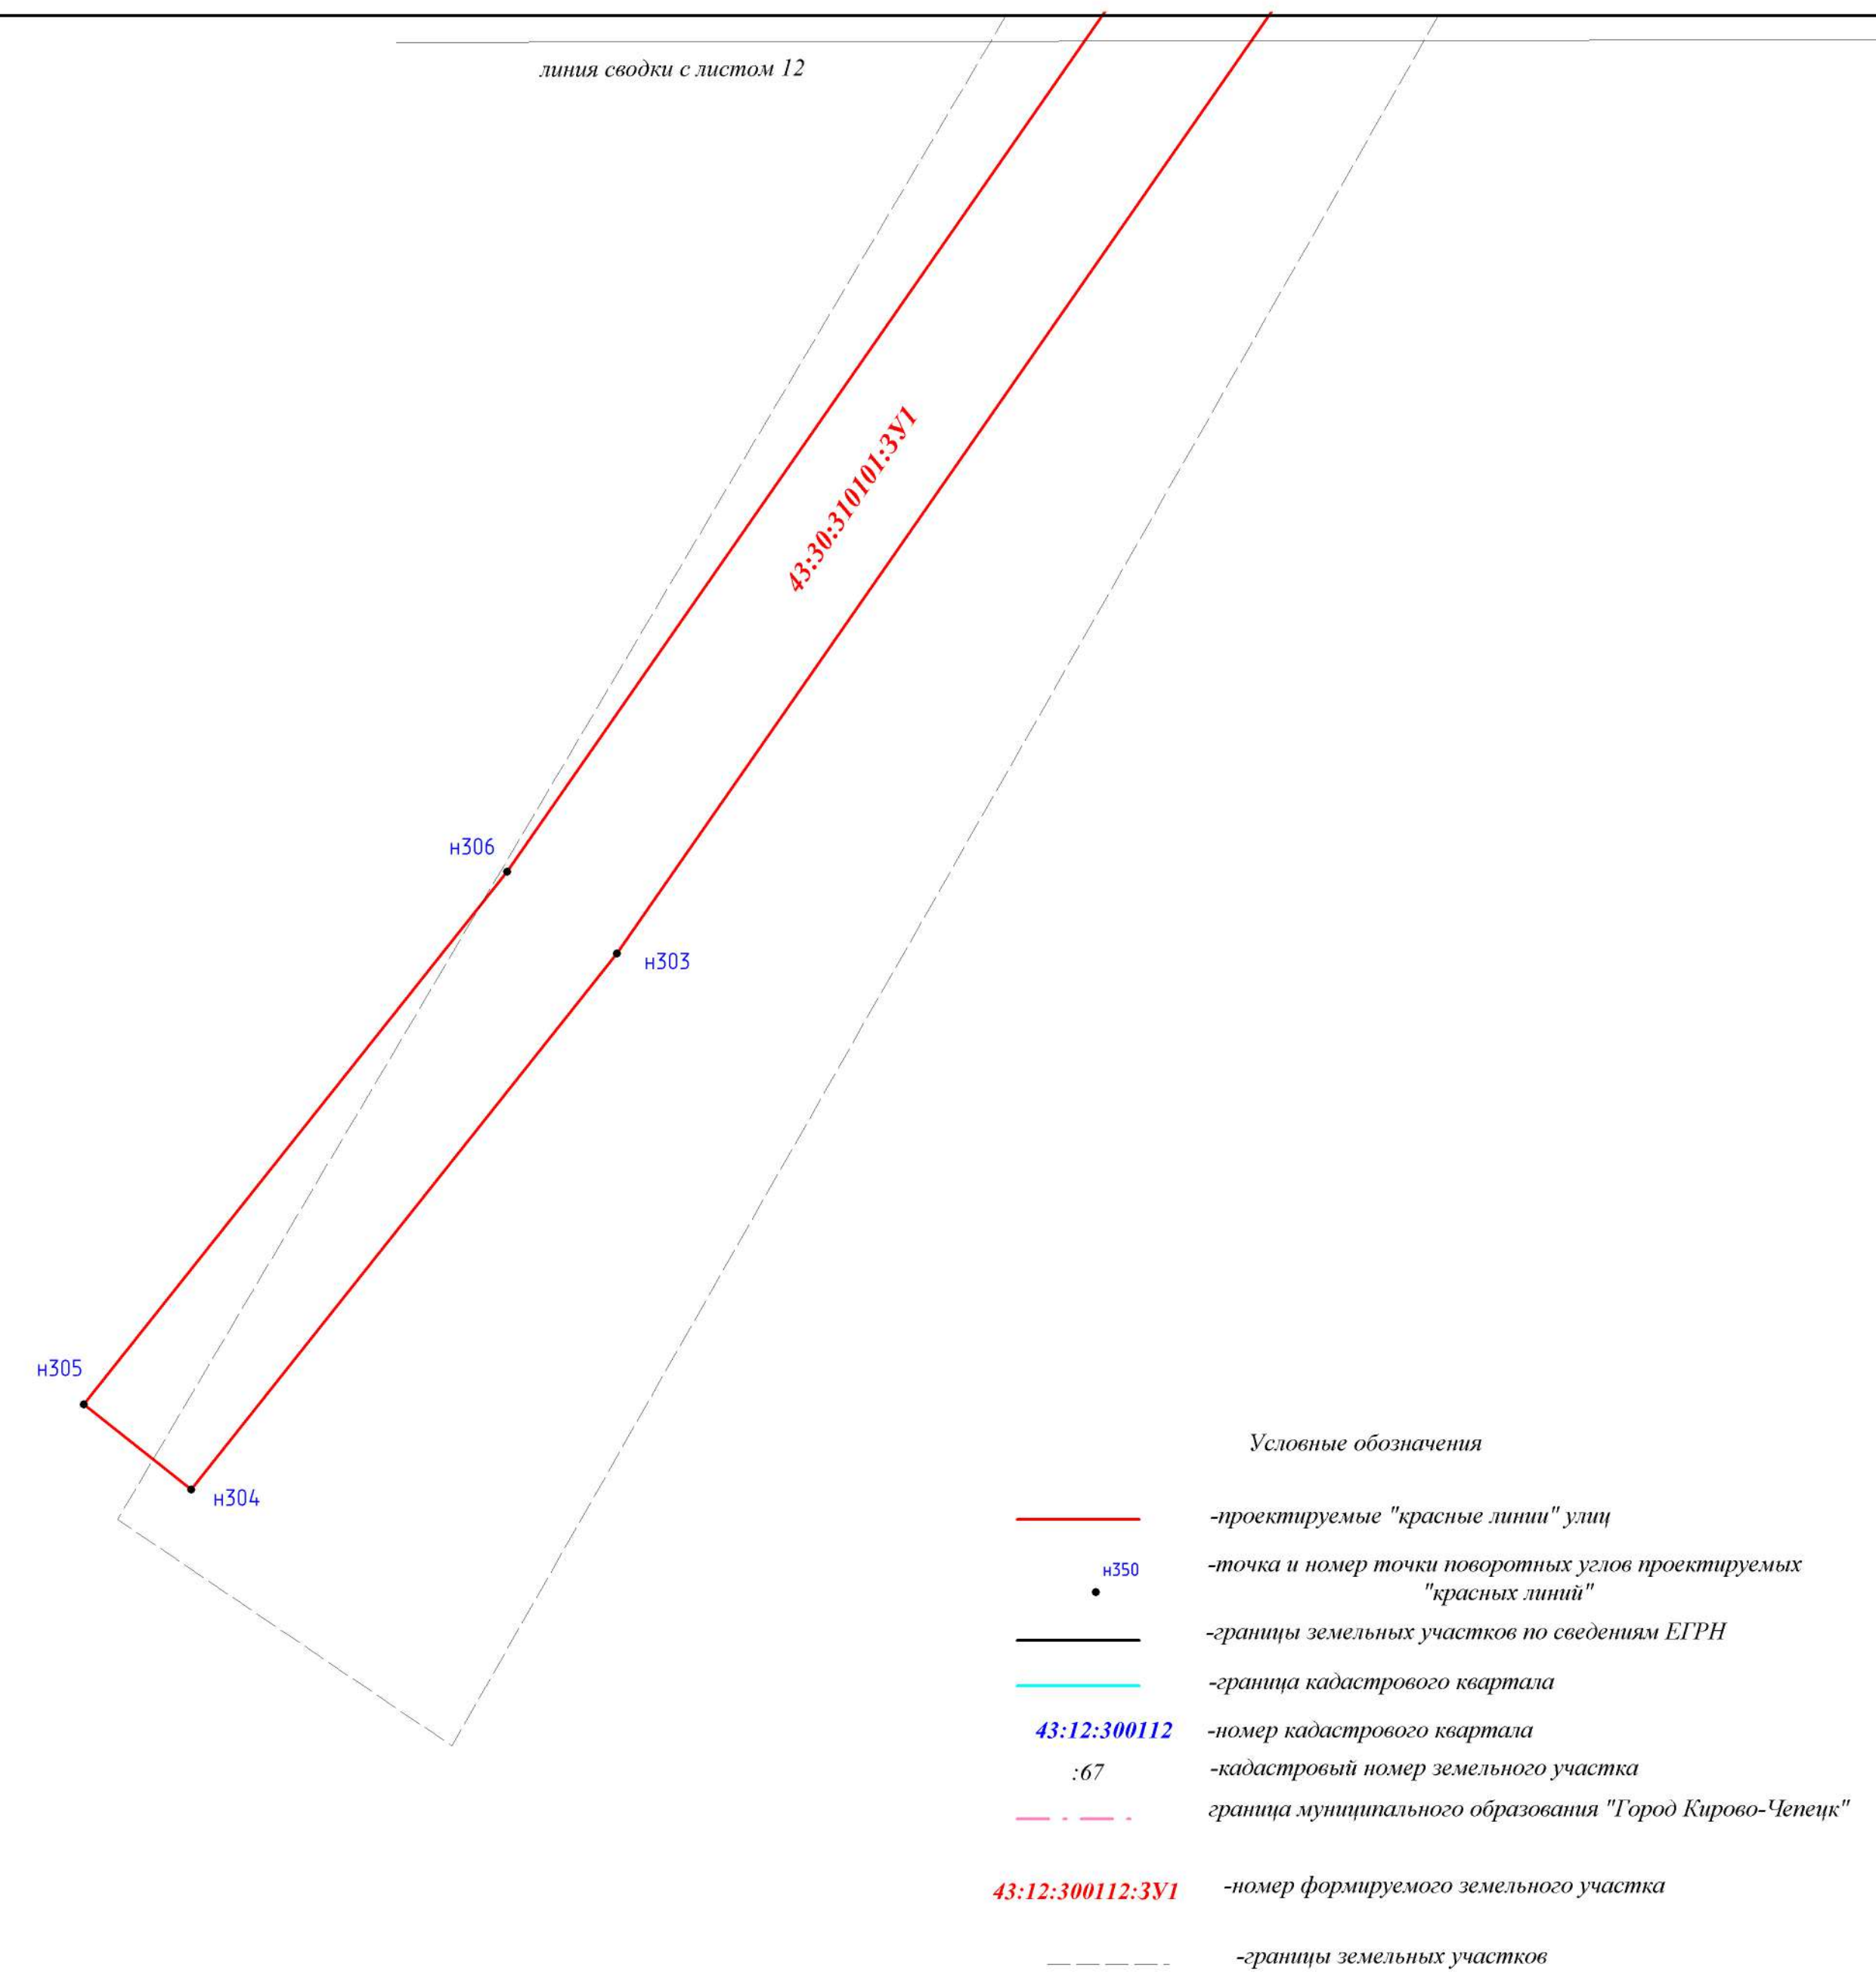 линия сводки с листом 12
43:30:310101:ЗУ1
н306
н303
н305
н304
Условные обозначения
-проектируемые "красные линии" улиц
н350
-точка и номер точки поворотных углов проектируемых
"красных линий"
-границы земельных участков по сведениям ЕГРН
-граница кадастрового квартала
43:12:300112 -номер кадастрового квартала
:67 -кадастровый номер земельного участка
граница муниципального образования "Город Кирово-Чепецк"
43:12:300112:ЗУ1 -номер формируемого земельного участка
-границы земельных участков